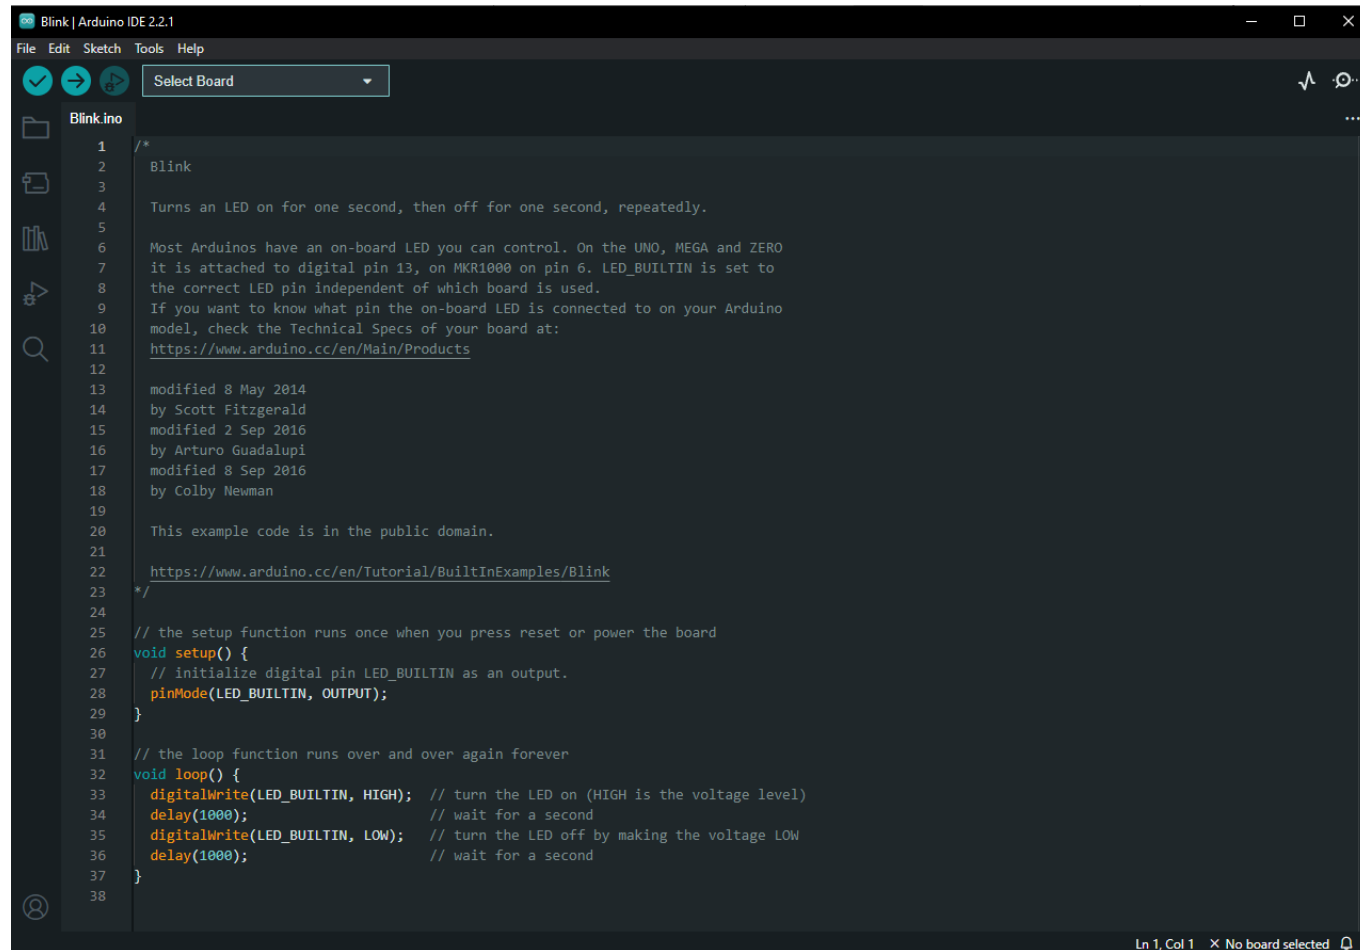 Blink | Arduino IDE 2.2.1
File Edit Sketch Tools Help
Select Board
Blink.ino
1 /*
2 Blink
3
4 Turns an LED on for one second, then off for one second, repeatedly.
5
6 Most Arduinos have an on-board LED you can control. On the UNO, MEGA and ZERO
7 it is attached to digital pin 13, on MKR1000 on pin 6. LED_BUILTIN is set to
8 the correct LED pin independent of which board is used.
9 If you want to know what pin the on-board LED is connected to on your Arduino
10 model, check the Technical Specs of your board at:
11 https://www.arduino.cc/en/Main/Products
12
13 modified 8 May 2014
14 by Scott Fitzgerald
15 modified 2 Sep 2016
16 by Arturo Guadalupi
17 modified 8 Sep 2016
18 by Colby Newman
19
20 This example code is in the public domain.
21
22 https://www.arduino.cc/en/Tutorial/BuiltInExamples/Blink
23 */
24
25 // the setup function runs once when you press reset or power the board
26 void setup() {
27 // initialize digital pin LED_BUILTIN as an output.
28 pinMode(LED_BUILTIN, OUTPUT);
29 }
30
31 // the loop function runs over and over again forever
32 void loop() {
33 digitalWrite(LED_BUILTIN, HIGH); // turn the LED on (HIGH is the voltage level)
34 delay(1000); // wait for a second
35 digitalWrite(LED_BUILTIN, LOW); // turn the LED off by making the voltage LOW
36 delay(1000); // wait for a second
37 }
38
Ln 1, Col 1 × No board selected